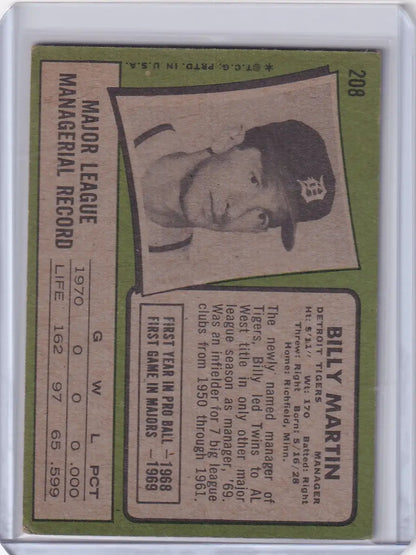 208
★©T.C.G. PRTD. IN U.S.A.
BILLY MARTIN
DETROIT TIGERS MANAGER
Ht: 5'11" Wt: 170 Batted: Right
Threw: Right Born: 5/16/28
Home: Richfield, Minn.
The newly named manager of
Tigers, Billy led Twins to AL
West title in only other major
league season as manager, '69.
Was an infielder for 7 big league
clubs from 1950 through 1961.
FIRST YEAR IN PRO BALL —1968
FIRST GAME IN MAJORS —1969
MAJOR LEAGUE
MANAGERIAL RECORD
G W L PCT
1970 0 0 0 .000
LIFE 162 97 65 .599